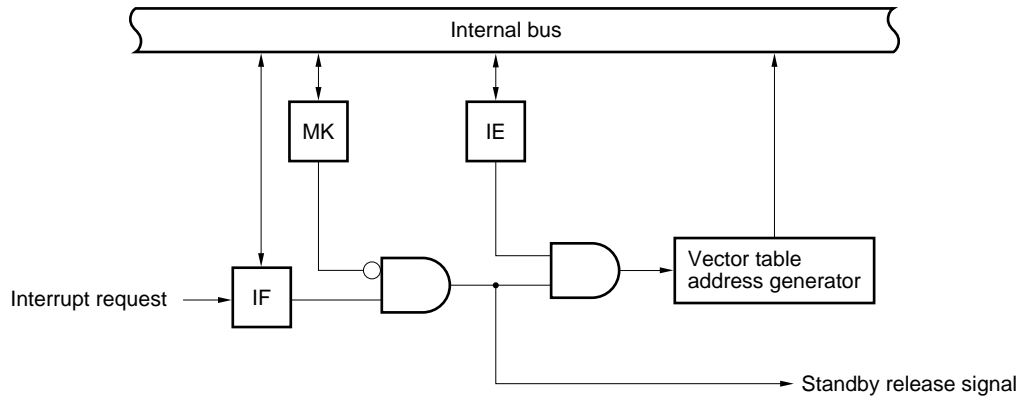 Internal bus
MK
IE
Vector table
address generator
Interrupt request
IF
Standby release signal